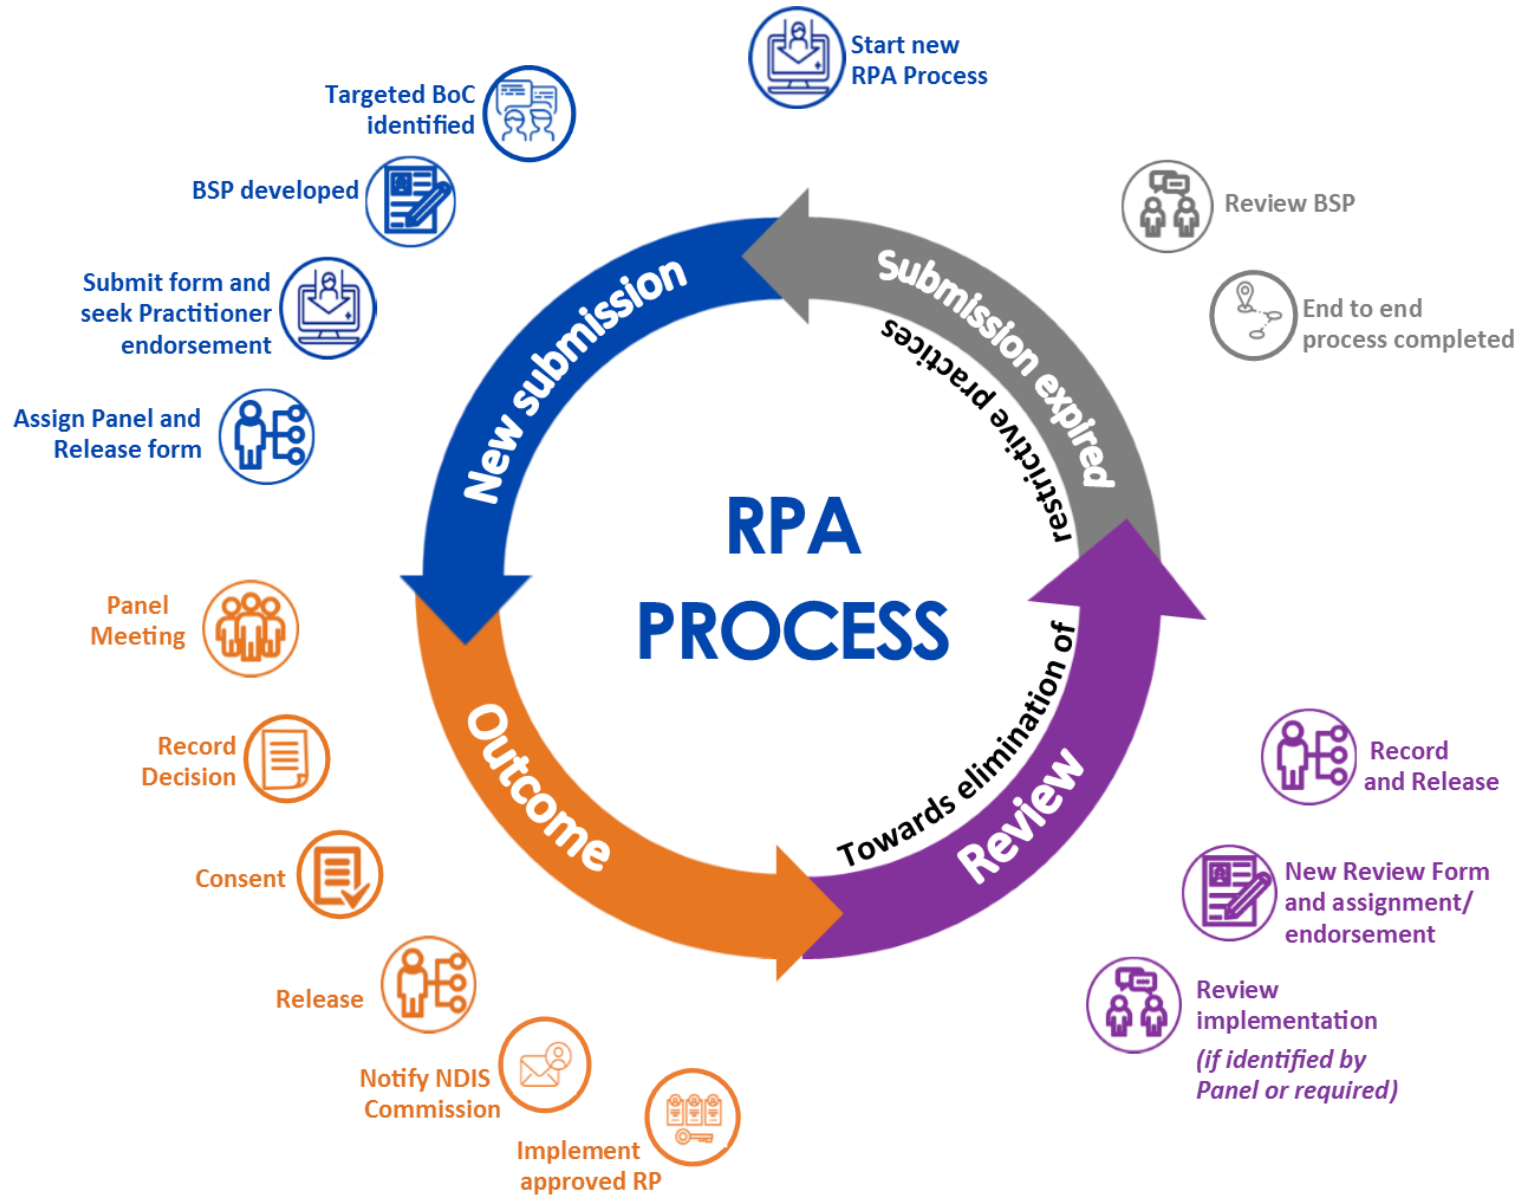 Start new
RPA Process
Targeted BoC
identified
BSP developed
Submit form and
seek Practitioner
endorsement
Assign Panel and
Release form
New submission
Panel
Meeting
Record
Decision
Consent
Release
Notify NDIS
Commission
Implement
approved RP
Outcome
Review
implementation
(if identified by
Panel or required)
New Review Form
and assignment/
endorsement
Record
and Release
Review
End to end
process completed
Review BSP
Submission expired
Towards elimination of
restrictive practices
RPA
PROCESS